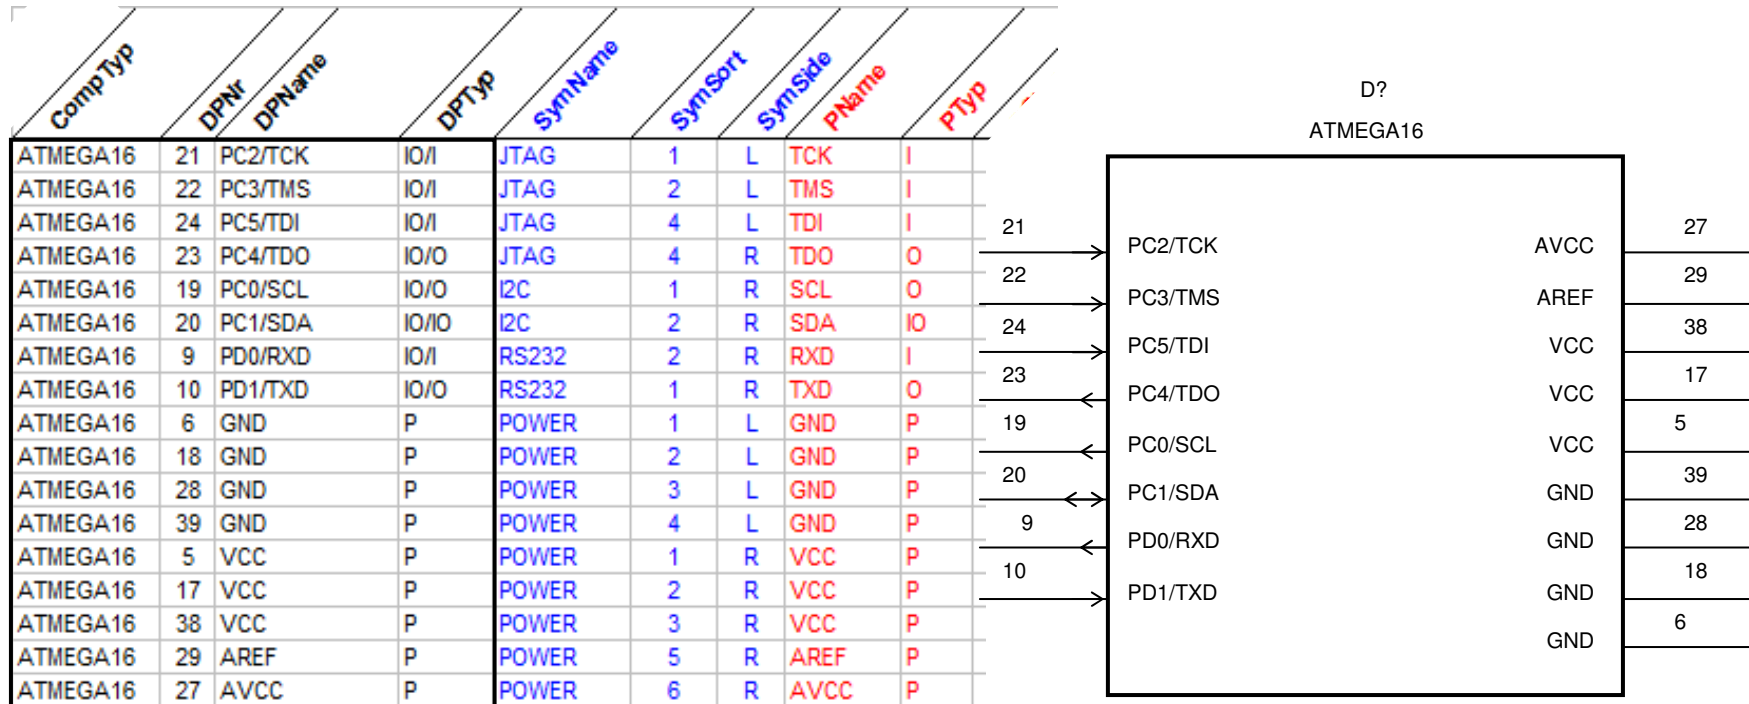 CompTyp DPNr DPName DPTyp SymName SymSort SymSide PName PTyp
ATMEGA16 21 PC2/TCK IO/I JTAG 1 L TCK I
ATMEGA16 22 PC3/TMS IO/I JTAG 2 L TMS I
ATMEGA16 24 PC5/TDI IO/I JTAG 4 L TDI I
ATMEGA16 23 PC4/TDO IO/O JTAG 4 R TDO O
ATMEGA16 19 PC0/SCL IO/O I2C 1 R SCL O
ATMEGA16 20 PC1/SDA IO/IO I2C 2 R SDA IO
ATMEGA16 9 PD0/RXD IO/I RS232 2 R RXD I
ATMEGA16 10 PD1/TXD IO/O RS232 1 R TXD O
ATMEGA16 6 GND P POWER 1 L GND P
ATMEGA16 18 GND P POWER 2 L GND P
ATMEGA16 28 GND P POWER 3 L GND P
ATMEGA16 39 GND P POWER 4 L GND P
ATMEGA16 5 VCC P POWER 1 R VCC P
ATMEGA16 17 VCC P POWER 2 R VCC P
ATMEGA16 38 VCC P POWER 3 R VCC P
ATMEGA16 29 AREF P POWER 5 R AREF P
ATMEGA16 27 AVCC P POWER 6 R AVCC P
D?
ATMEGA16
21 PC2/TCK AVCC 27
22 PC3/TMS AREF 29
24 PC5/TDI VCC 38
23 PC4/TDO VCC 17
19 PC0/SCL VCC 5
20 PC1/SDA GND 39
9 PD0/RXD GND 28
10 PD1/TXD GND 18
GND 6